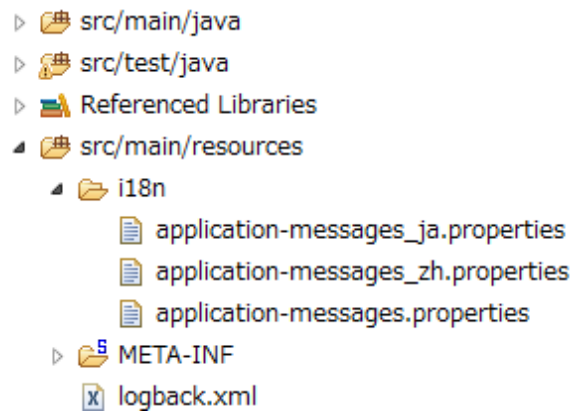 src/main/java
src/test/java
Referenced Libraries
src/main/resources
i18n
application-messages_ja.properties
application-messages_zh.properties
application-messages.properties
META-INF
logback.xml